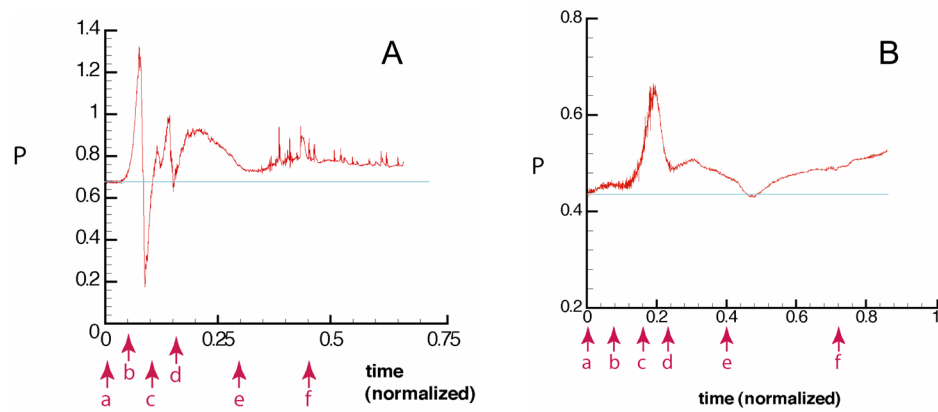 A
1.4
1.2
1
0.8
P
0.6
0.4
0.2
0
0 0.25 0.5 0.75
b d
a c e f
time
(normalized)
B
0.8
0.6
P
0.4
0.2
0 0.2 0.4 0.6 0.8 1
a b c d e f
time (normalized)